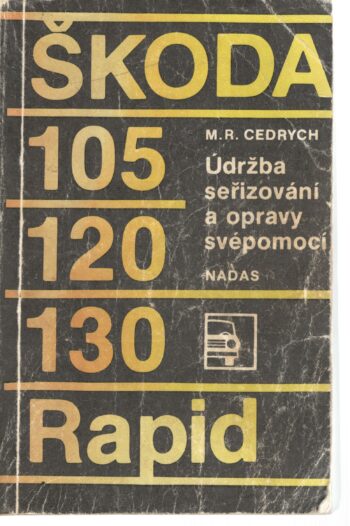 ŠKODA
105
120
130
Rapid
M. R. CEDRYCH
Údržba
seřizování
a opravy
svépomocí
NADAS